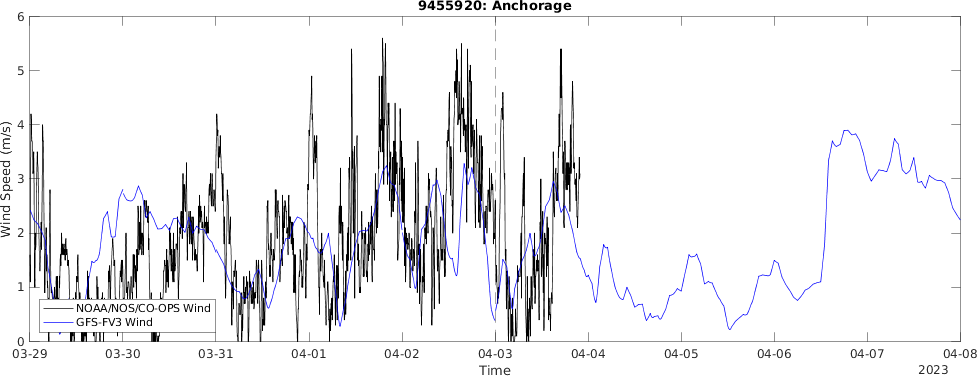 9455920: Anchorage
Wind Speed (m/s)
6
5
4
3
2
1
0
NOAA/NOS/CO-OPS Wind
GFS-FV3 Wind
03-29 03-30 03-31 04-01 04-02 04-03 04-04 04-05 04-06 04-07 04-08
Time
2023